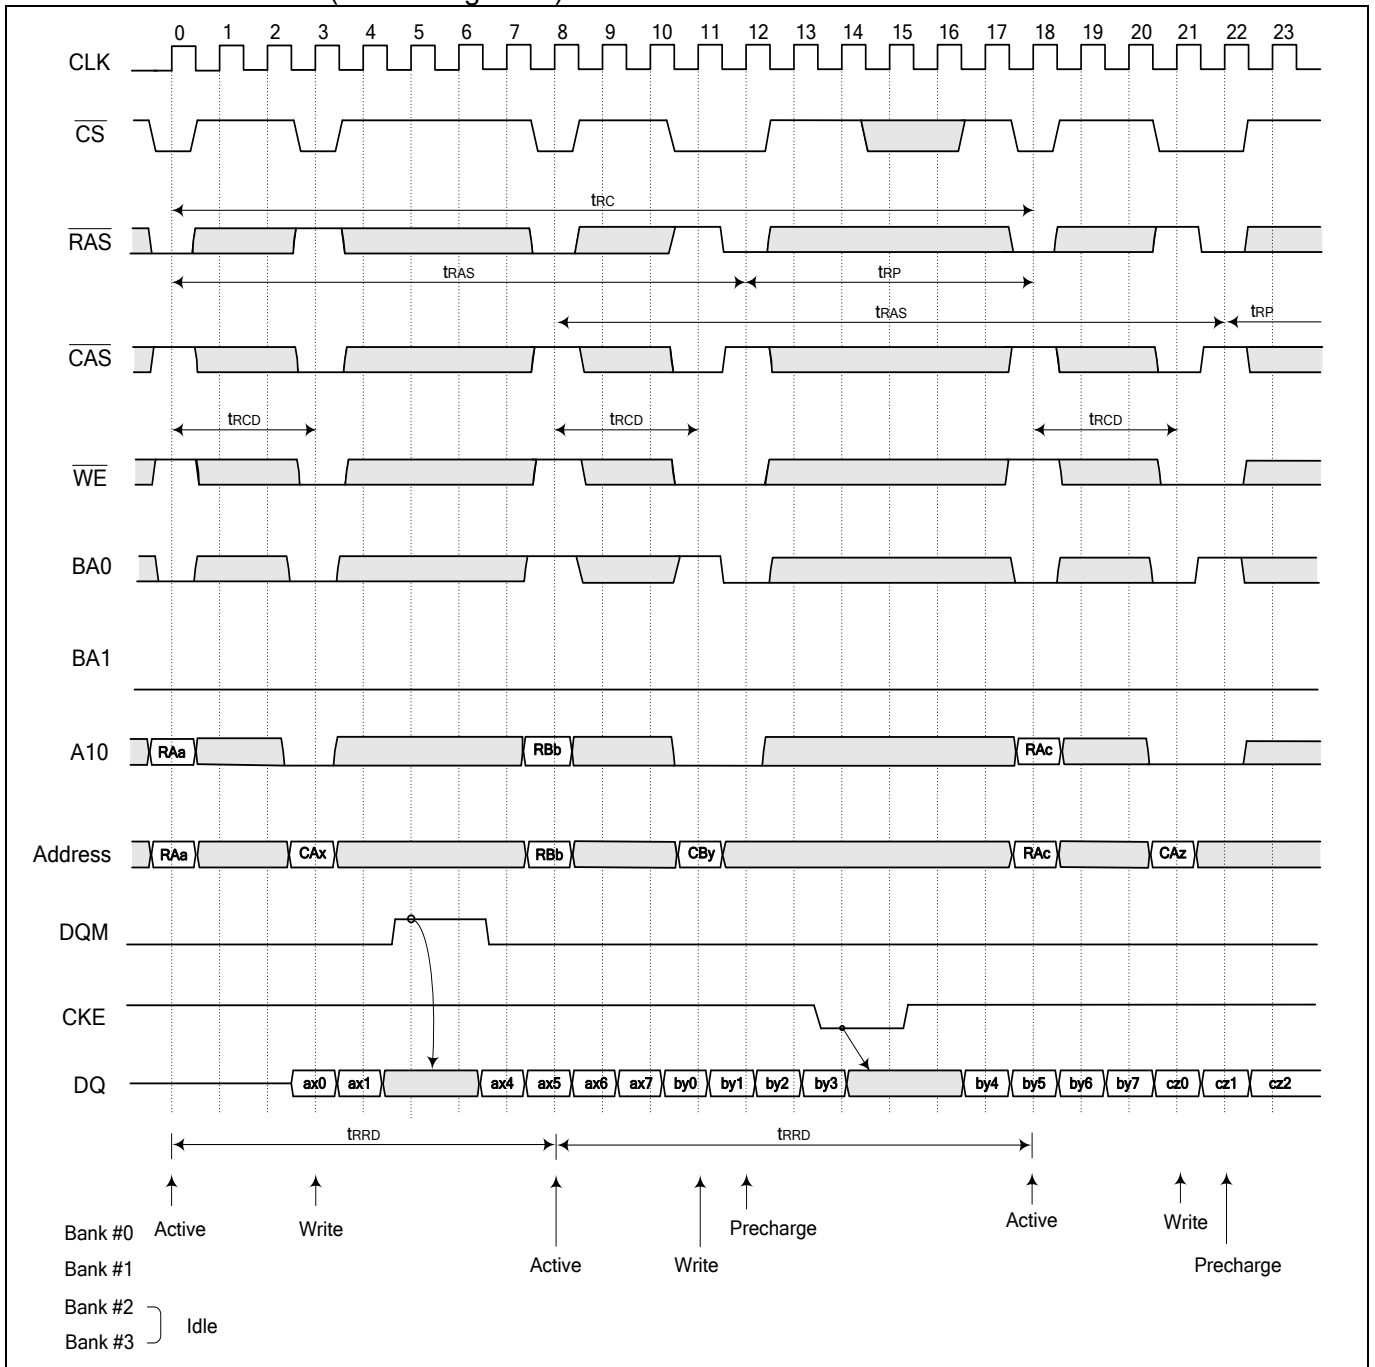 0 1 2 3 4 5 6 7 8 9 10 11 12 13 14 15 16 17 18 19 20 21 22 23
CLK
CS
tRC
RAS
tRAS tRP
tRAS tRP
CAS
tRCD tRCD tRCD
WE
BA0
BA1
A10 RAa RBb RAc
Address RAa CAx RBb CBy RAc CAz
DQM
CKE
DQ ax0 ax1 ax4 ax5 ax6 ax7 by0 by1 by2 by3 by4 by5 by6 by7 cz0 cz1 cz2
tRRD tRRD
Bank #0 Active Write Precharge Active Write
Bank #1 Active Write Precharge
Bank #2
Idle
Bank #3